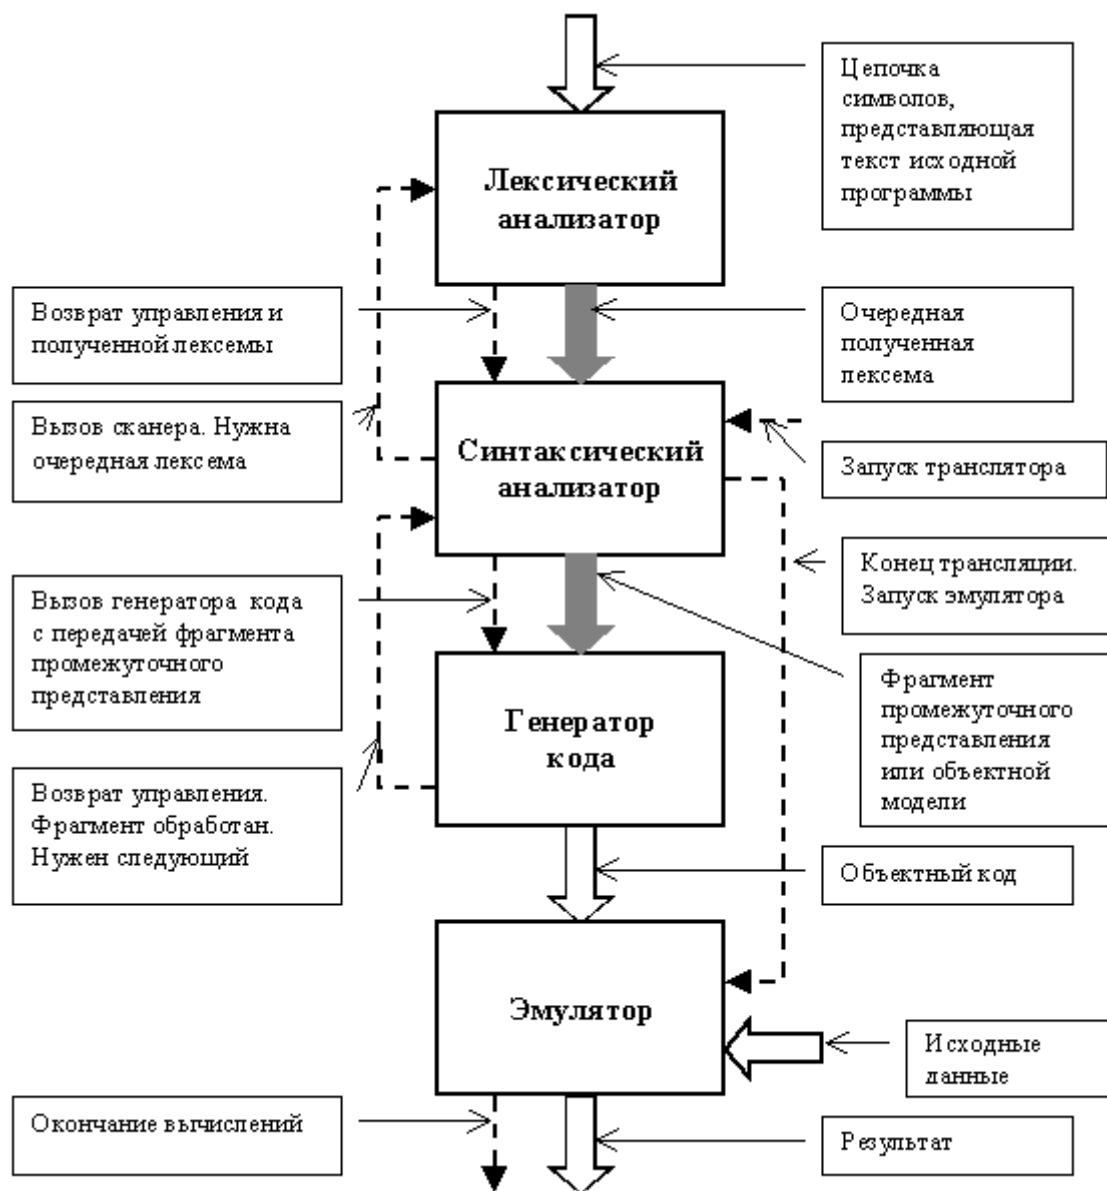 Цепочка
символов,
представляющая
текст исходной
программы
Лексический
анализатор
Возврат управления и
полученной лексемы
Очередная
полученная
лексема
Вызов сканера. Нужна
очередная лексема
Синтаксический
анализатор
Запуск транслятора
Конец трансляции.
Запуск эмулятора
Вызов генератора кода
с передачей фрагмента
промежуточного
представления
Генератор
кода
Фрагмент
промежуточного
представления
или объектной
модели
Возврат управления.
Фрагмент обработан.
Нужен следующий
Объектный код
Эмулятор
Исходные
данные
Окончание вычислений
Результат